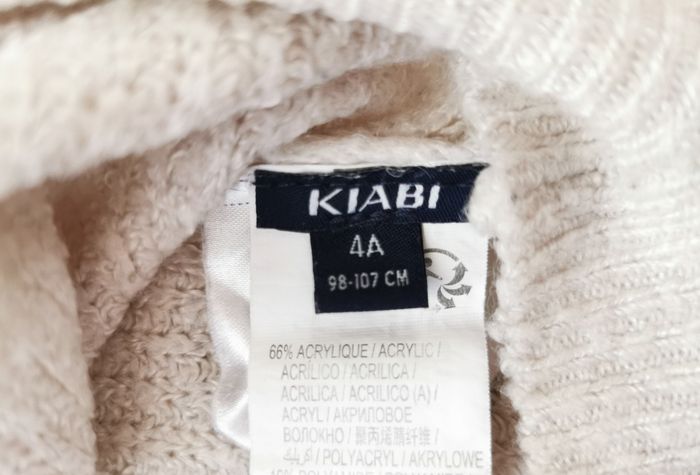 KIABI
4A
98-107 CM
66% ACRYLIQUE / ACRYLIC /
ACRÍLICO / ACRILICA /
ACRILICA / ACRILICO (A) /
ACRYL / АКРИЛОВОЕ
ВОЛОКНО / 聚丙烯腈纤维 /
/ POLYACRYL / AKRYLOWE